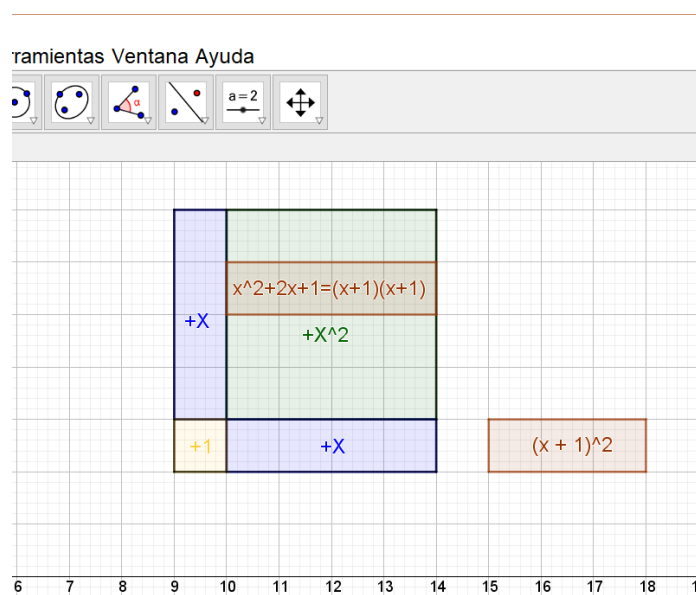 rramientas Ventana Ayuda
α
a=2
x^2+2x+1=(x+1)(x+1)
+X
+X^2
+1
+X
(x + 1)^2
6 7 8 9 10 11 12 13 14 15 16 17 18